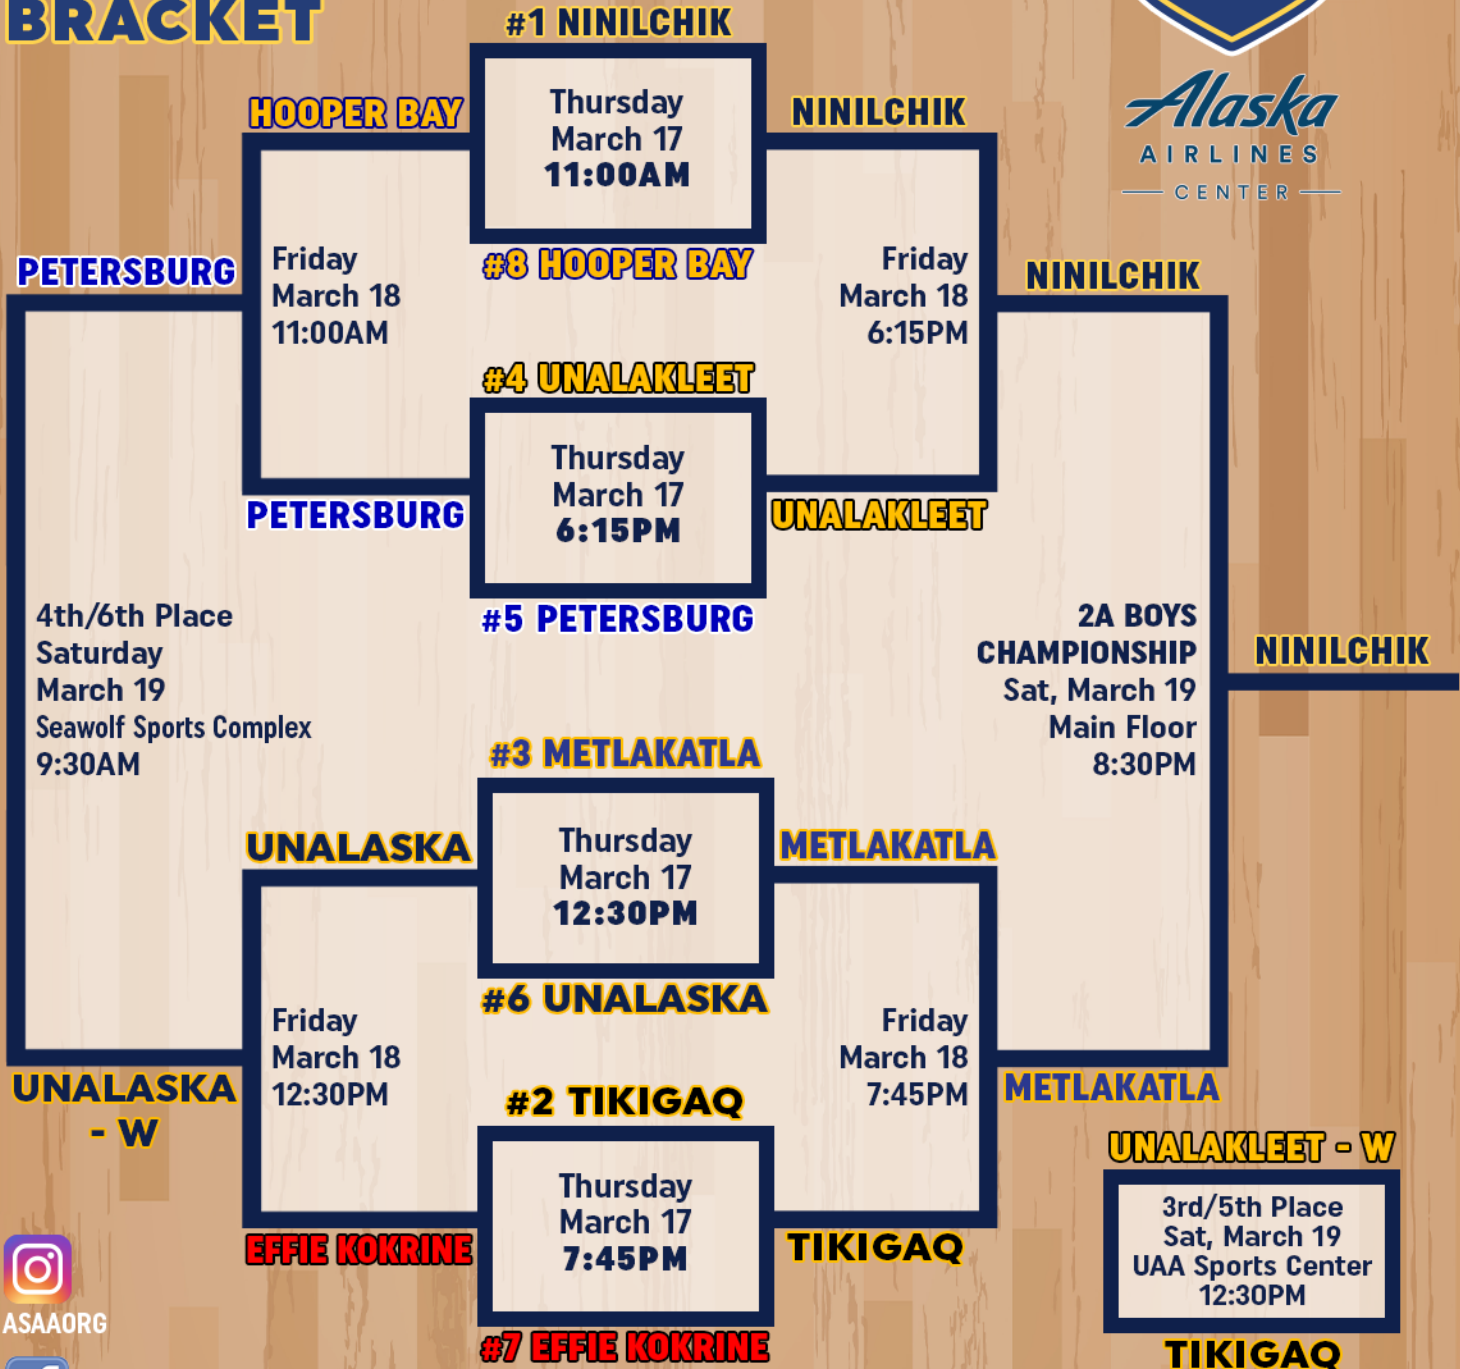 BRACKET
#1 NINILCHIK
Thursday
March 17
11:00AM
#8 HOOPER BAY
HOOPER BAY
NINILCHIK
Alaska
AIRLINES
CENTER
PETERSBURG
Friday
March 18
11:00AM
Friday
March 18
6:15PM
NINILCHIK
#4 UNALAKLEET
Thursday
March 17
6:15PM
#5 PETERSBURG
PETERSBURG
UNALAKLEET
4th/6th Place
Saturday
March 19
Seawolf Sports Complex
9:30AM
2A BOYS
CHAMPIONSHIP
Sat, March 19
Main Floor
8:30PM
NINILCHIK
#3 METLAKATLA
Thursday
March 17
12:30PM
#6 UNALASKA
UNALASKA
METLAKATLA
Friday
March 18
12:30PM
Friday
March 18
7:45PM
UNALASKA
- W
METLAKATLA
#2 TIKIGAQ
Thursday
March 17
7:45PM
#7 EFFIE KOKRINE
EFFIE KOKRINE
TIKIGAQ
UNALAKLEET - W
3rd/5th Place
Sat, March 19
UAA Sports Center
12:30PM
TIKIGAQ
ASAAORG